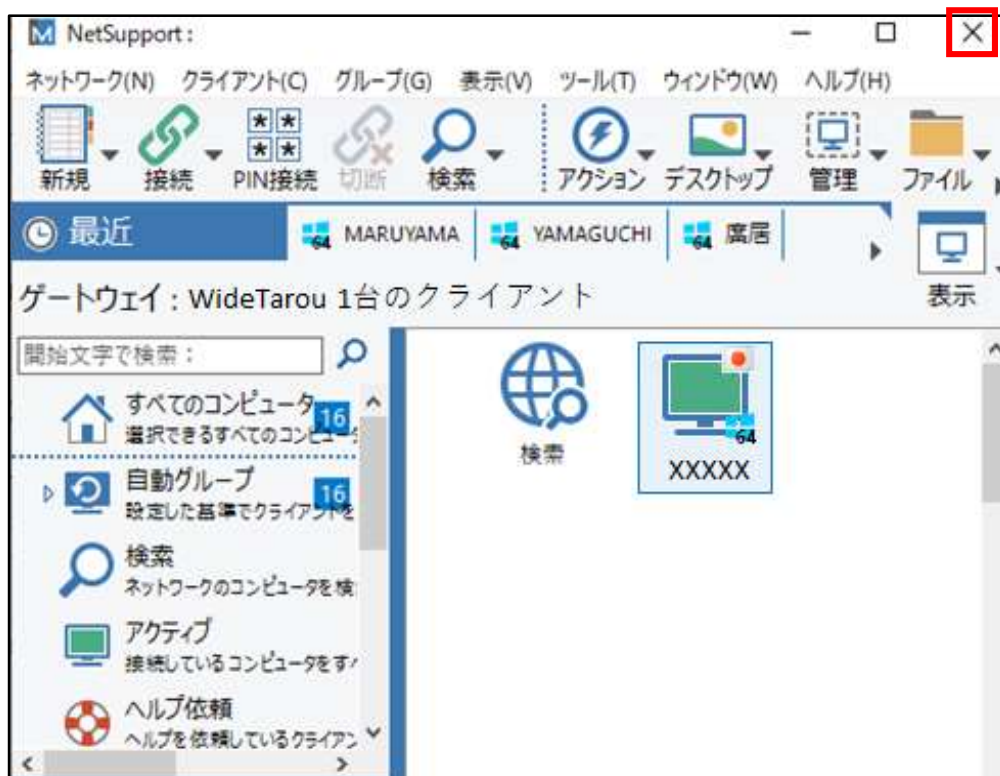 NetSupport :
ネットワーク(N) クライアント(C) グループ(G) 表示(V) ツール(T) ウィンドウ(W) ヘルプ(H)
新規 接続 PIN接続 切断 検索 アクション デスクトップ 管理 ファイル
最近 MARUYAMA YAMAGUCHI 廣居
表示
ゲートウェイ : WideTarou 1台のクライアント
開始文字で検索 :
すべてのコンピュータ 16
選択できるすべてのコンピュータ
自動グループ 16
設定した基準でクライアントを
検索
ネットワークのコンピュータを検
アクティブ
接続しているコンピュータをす
ヘルプ依頼
ヘルプを依頼しているクライアン
検索
64
XXXXX